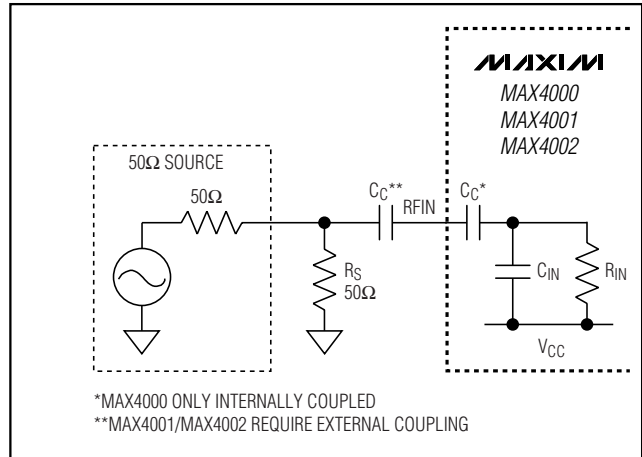 MAXIM
MAX4000
MAX4001
MAX4002
50Ω SOURCE
50Ω
CC**
RFIN
CC*
RS
50Ω
CIN
RIN
VCC
*MAX4000 ONLY INTERNALLY COUPLED
**MAX4001/MAX4002 REQUIRE EXTERNAL COUPLING